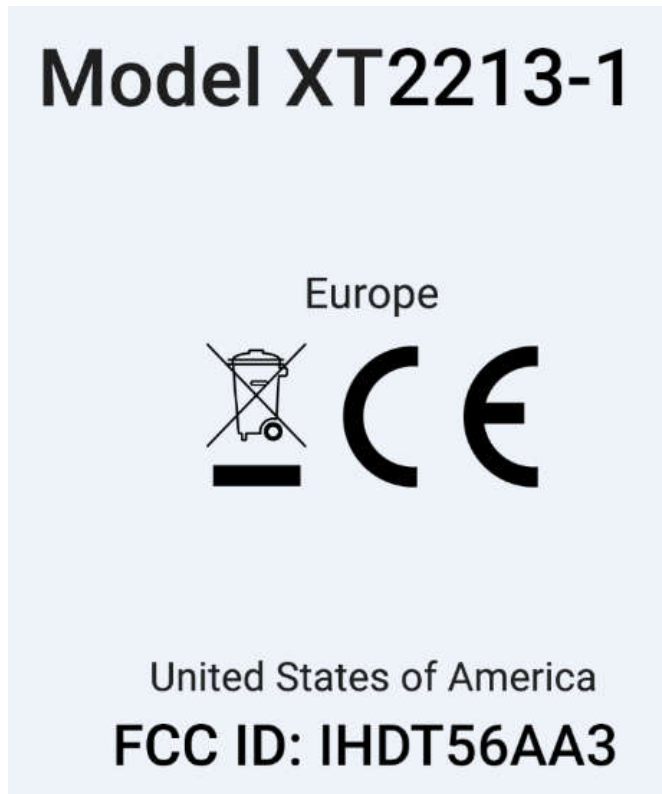 Model XT2213-1
Europe
CE
United States of America
FCC ID: IHDT56AA3